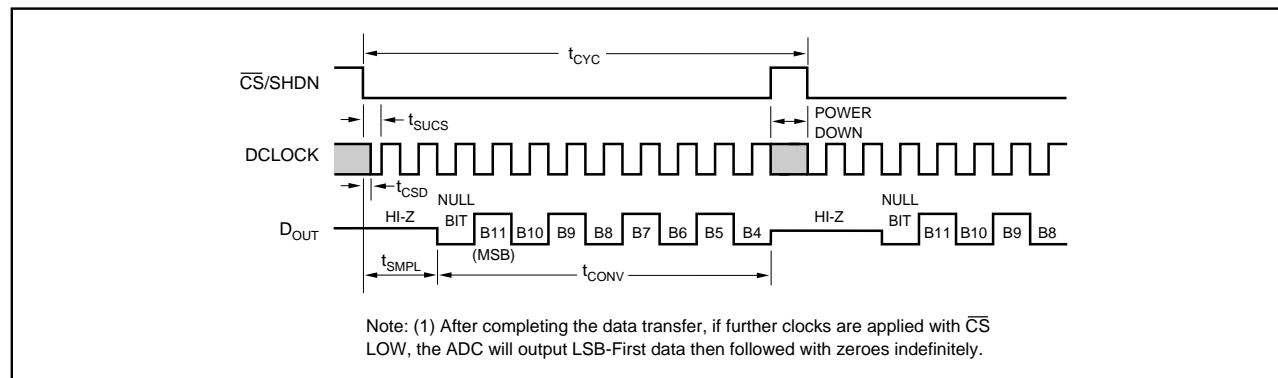 t_CYC
C̅S̅/SHDN
POWER
DOWN
t_SUCS
DCLOCK
t_CSD
NULL
BIT
HI-Z
D_OUT
B11 B10 B9 B8 B7 B6 B5 B4
(MSB)
HI-Z
NULL
BIT
B11 B10 B9 B8
t_SMPL
t_CONV
Note: (1) After completing the data transfer, if further clocks are applied with C̅S̅
LOW, the ADC will output LSB-First data then followed with zeroes indefinitely.